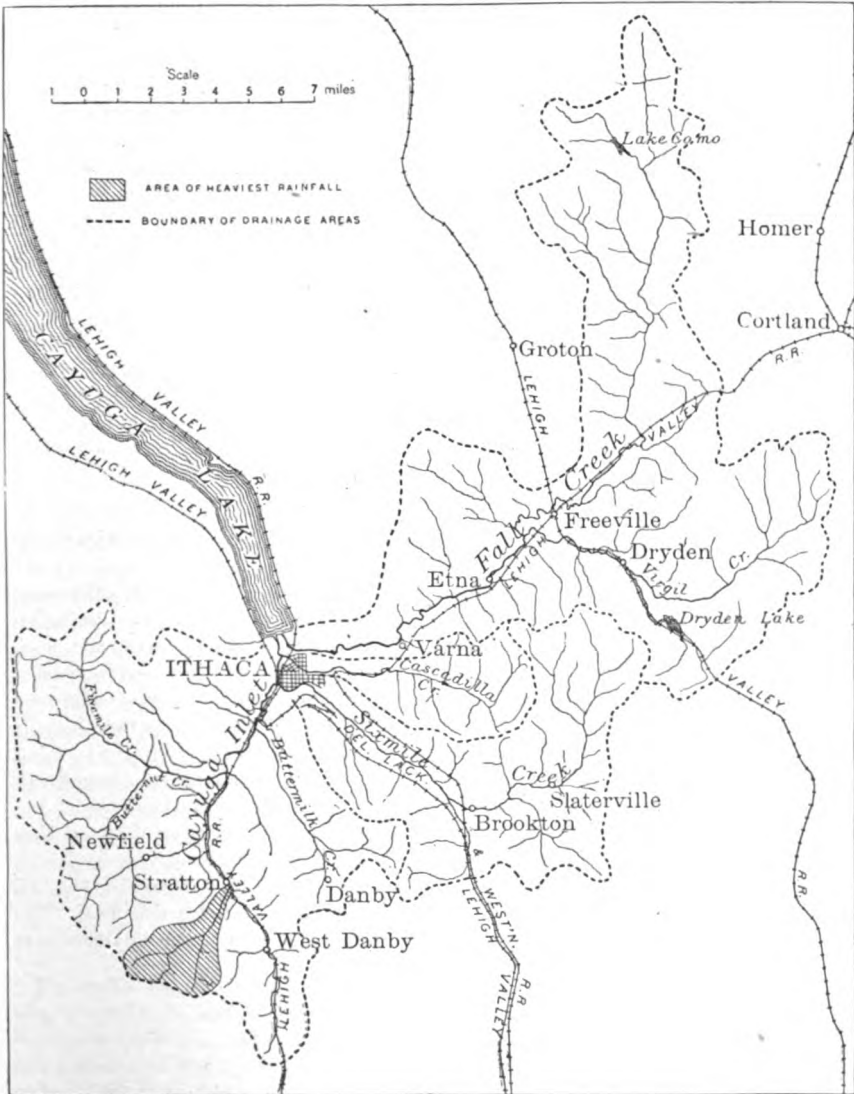 Scale
1 0 1 2 3 4 5 6 7 miles
AREA OF HEAVIEST RAINFALL
BOUNDARY OF DRAINAGE AREAS
Lake Como
Homer
Cortland
R.R.
Groton
LEHIGH
VALLEY
LEHIGH
VALLEY
R.R.
CAYUGA LAKE
LEHIGH VALLEY
Fall Creek
LEHIGH
Freeville
Dryden
Virgil Cr.
Etna
Dryden Lake
VALLEY
R.R.
Varna
Cascadilla
Cr.
ITHACA
Cayuga Inlet
R.R.
Fivemile Cr.
Sixmile
Creek
DEL. LACK.
& WEST'N.
R.R.
Slaterville
Brookton
Buttermilk
Cr.
Butternut Cr.
Newfield
Stratton
VALLEY
Danby
West Danby
LEHIGH
LEHIGH
VALLEY